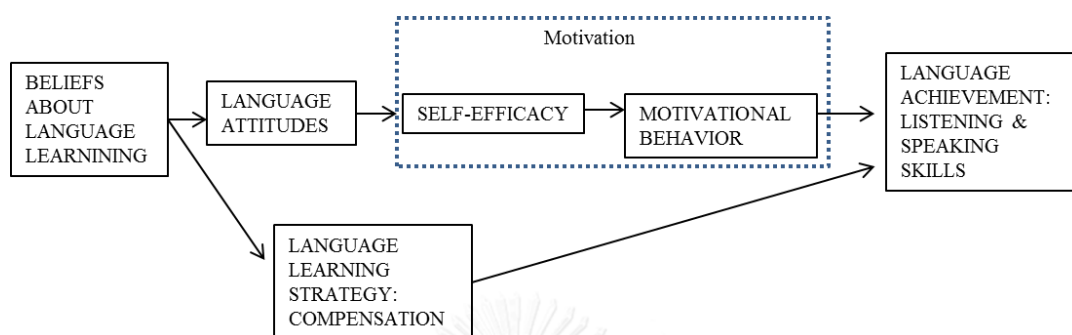 Motivation
BELIEFS
ABOUT
LANGUAGE
LEARNINING
LANGUAGE
ATTITUDES
SELF-EFFICACY
MOTIVATIONAL
BEHAVIOR
LANGUAGE
ACHIEVEMENT:
LISTENING &
SPEAKING
SKILLS
LANGUAGE
LEARNING
STRATEGY:
COMPENSATION